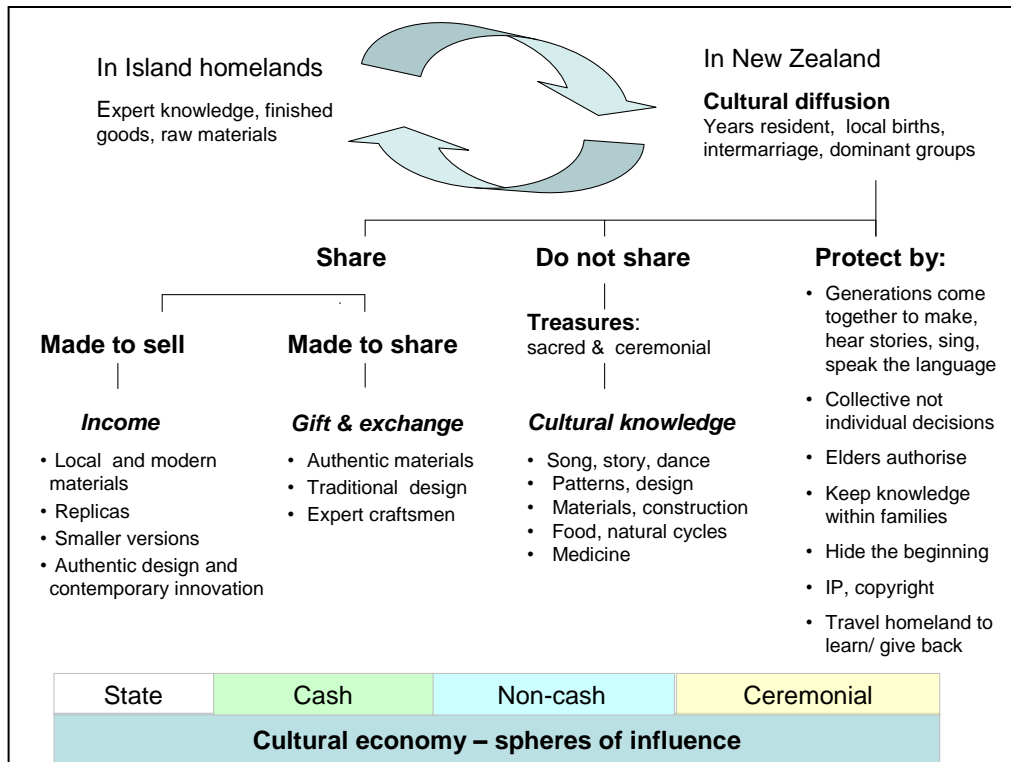 In Island homelands
Expert knowledge, finished
goods, raw materials
In New Zealand
Cultural diffusion
Years resident, local births,
intermarriage, dominant groups
Share
Do not share
Protect by:
Made to sell
Made to share
Treasures:
sacred & ceremonial
Income
• Local and modern
materials
• Replicas
• Smaller versions
• Authentic design and
contemporary innovation
Gift & exchange
• Authentic materials
• Traditional design
• Expert craftsmen
Cultural knowledge
• Song, story, dance
• Patterns, design
• Materials, construction
• Food, natural cycles
• Medicine
• Generations come
together to make,
hear stories, sing,
speak the language
• Collective not
individual decisions
• Elders authorise
• Keep knowledge
within families
• Hide the beginning
• IP, copyright
• Travel homeland to
learn/ give back
State
Cash
Non-cash
Ceremonial
Cultural economy – spheres of influence